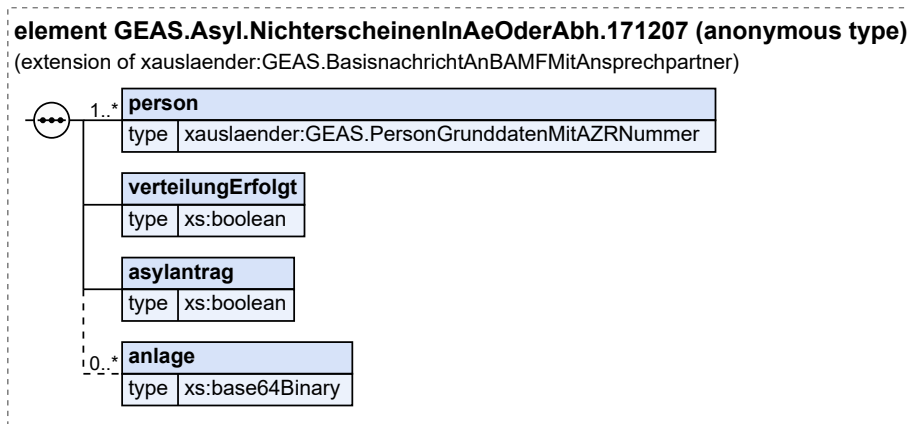 element GEAS.Asyl.NichterscheinenInAeOderAbh.171207 (anonymous type)
(extension of xauslaender:GEAS.BasisnachrichtAnBAMFMitAnsprechpartner)
1..* person
type xauslaender:GEAS.PersonGrunddatenMitAZRNummer
verteilungErfolgt
type xs:boolean
asylantrag
type xs:boolean
0..* anlage
type xs:base64Binary